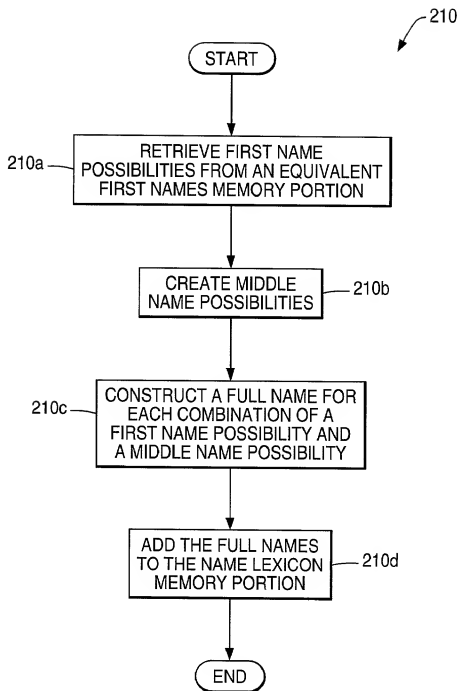 210
START
210a
RETRIEVE FIRST NAME
POSSIBILITIES FROM AN EQUIVALENT
FIRST NAMES MEMORY PORTION
CREATE MIDDLE
NAME POSSIBILITIES
210b
210c
CONSTRUCT A FULL NAME FOR
EACH COMBINATION OF A
FIRST NAME POSSIBILITY AND
A MIDDLE NAME POSSIBILITY
ADD THE FULL NAMES
TO THE NAME LEXICON
MEMORY PORTION
210d
END